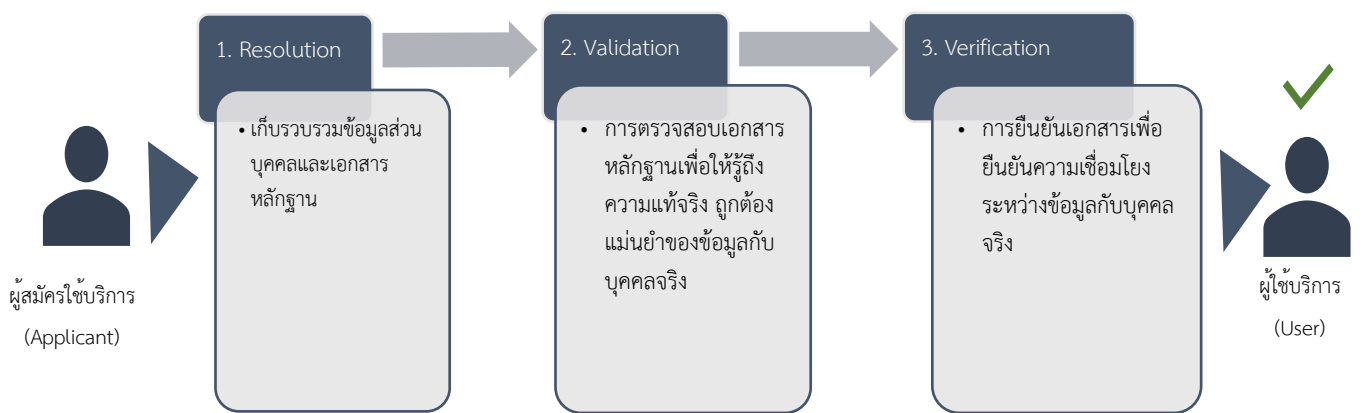 1. Resolution
2. Validation
3. Verification
• เก็บรวบรวมข้อมูลส่วน
บุคคลและเอกสาร
หลักฐาน
• การตรวจสอบเอกสาร
หลักฐานเพื่อให้รู้ถึง
ความแท้จริง ถูกต้อง
แม่นยำของข้อมูลกับ
บุคคลจริง
• การยืนยันเอกสารเพื่อ
ยืนยันความเชื่อมโยง
ระหว่างข้อมูลกับบุคคล
จริง
ผู้สมัครใช้บริการ
(Applicant)
ผู้ใช้บริการ
(User)